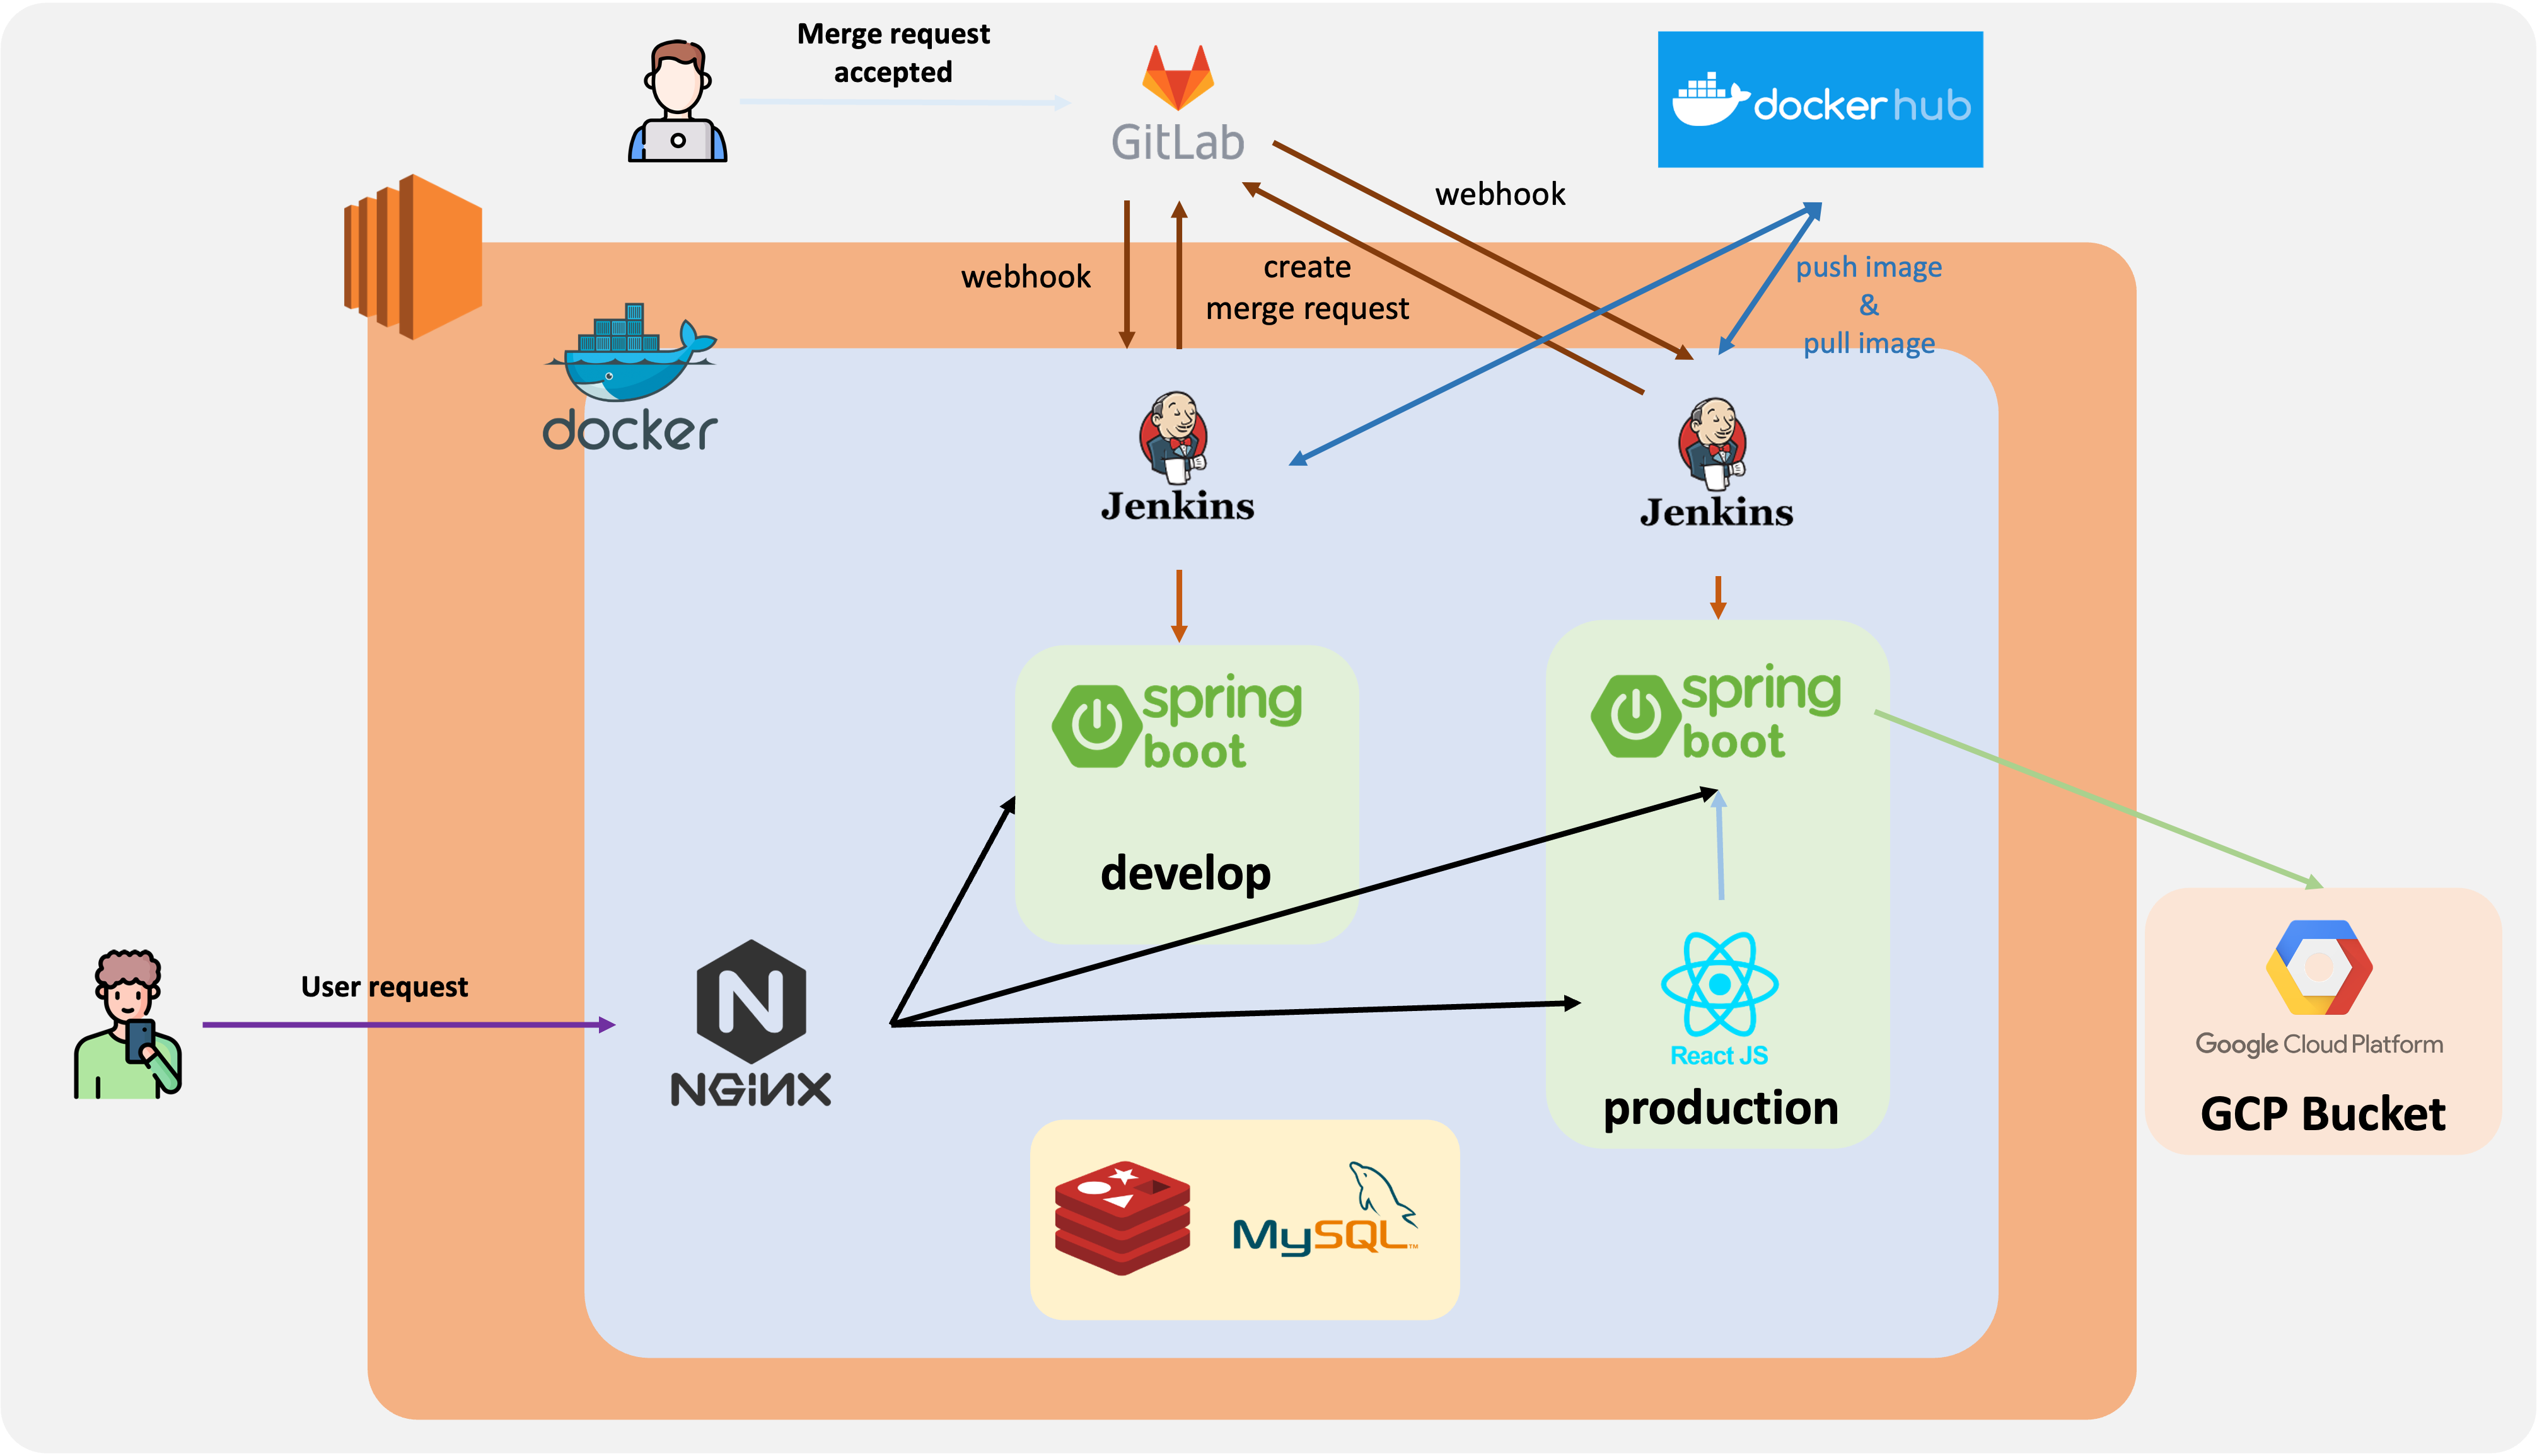 Merge request
accepted
GitLab
docker hub
webhook
webhook
create
merge request
push image
&
pull image
docker
Jenkins
Jenkins
spring
boot
spring
boot
develop
User request
NGiNX
React JS
production
Google Cloud Platform
GCP Bucket
MySQL™